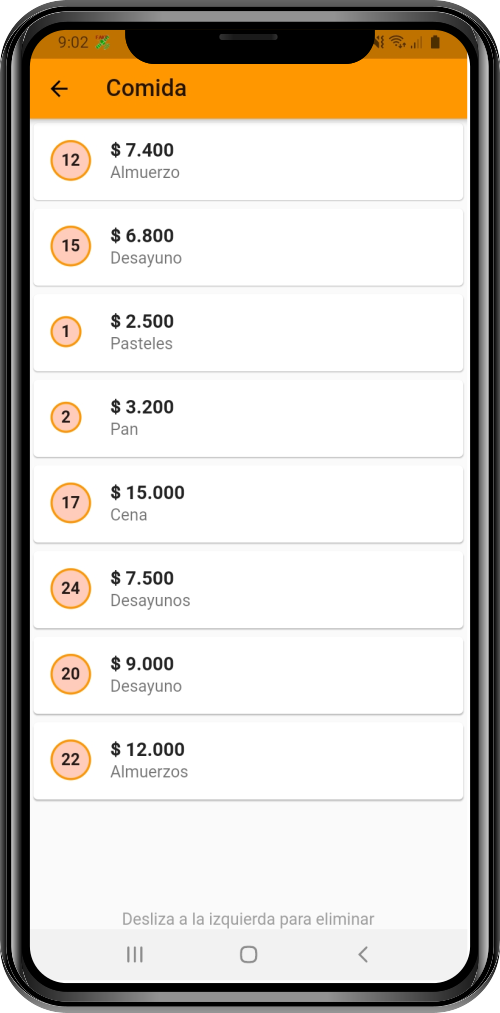 9:02
Comida
12
$ 7.400
Almuerzo
15
$ 6.800
Desayuno
1
$ 2.500
Pasteles
2
$ 3.200
Pan
17
$ 15.000
Cena
24
$ 7.500
Desayunos
20
$ 9.000
Desayuno
22
$ 12.000
Almuerzos
Desliza a la izquierda para eliminar